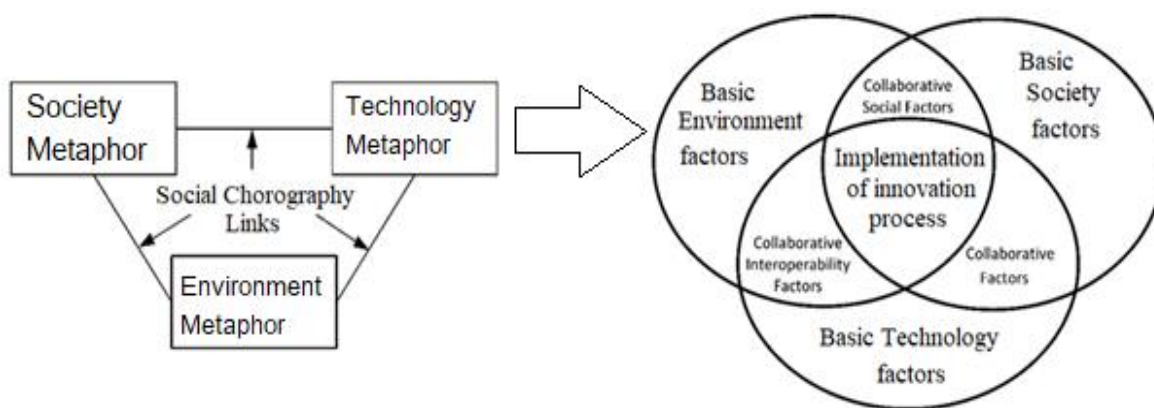 Society
Metaphor
Technology
Metaphor
Social Chorography
Links
Environment
Metaphor
Basic
Environment
factors
Collaborative
Social Factors
Basic
Society
factors
Implementation
of innovation
process
Collaborative
Interoperability
Factors
Collaborative
Factors
Basic Technology
factors